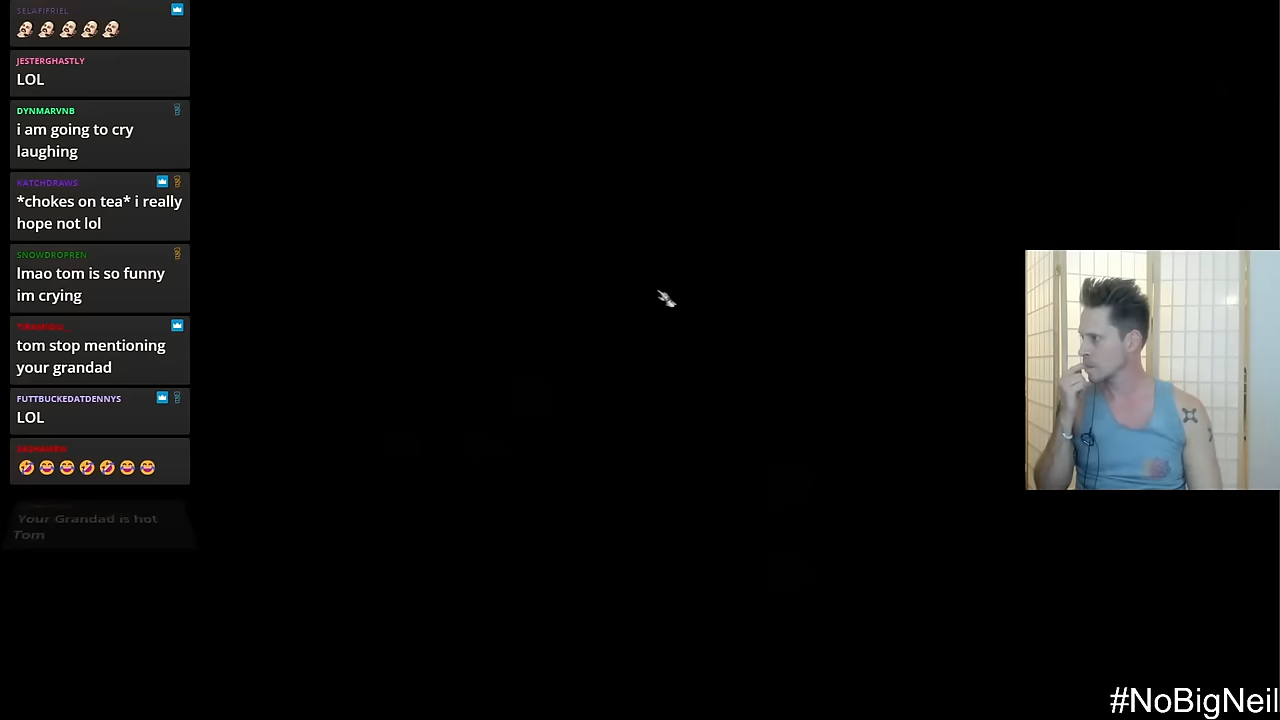 SELAFIFRIEL
JESTERGHASTLY
LOL
DYNMARVNB
i am going to cry
laughing
KATCHDRAWS
*chokes on tea* i really
hope not lol
SNOWDROPREN
lmao tom is so funny
im crying
tom stop mentioning
your grandad
FUTTBUCKEDATDENNYS
LOL
Your Grandad is hot
Tom
#NoBigNeil